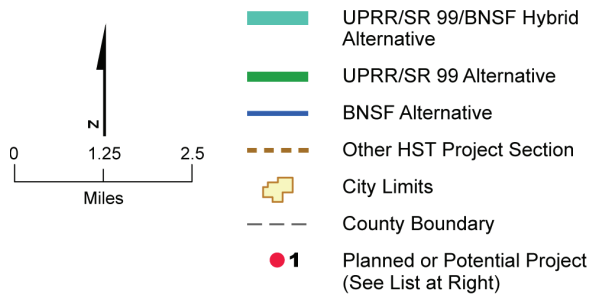 N
0 1.25 2.5
Miles
UPRR/SR 99/BNSF Hybrid
Alternative
UPRR/SR 99 Alternative
BNSF Alternative
Other HST Project Section
City Limits
County Boundary
1 Planned or Potential Project
(See List at Right)